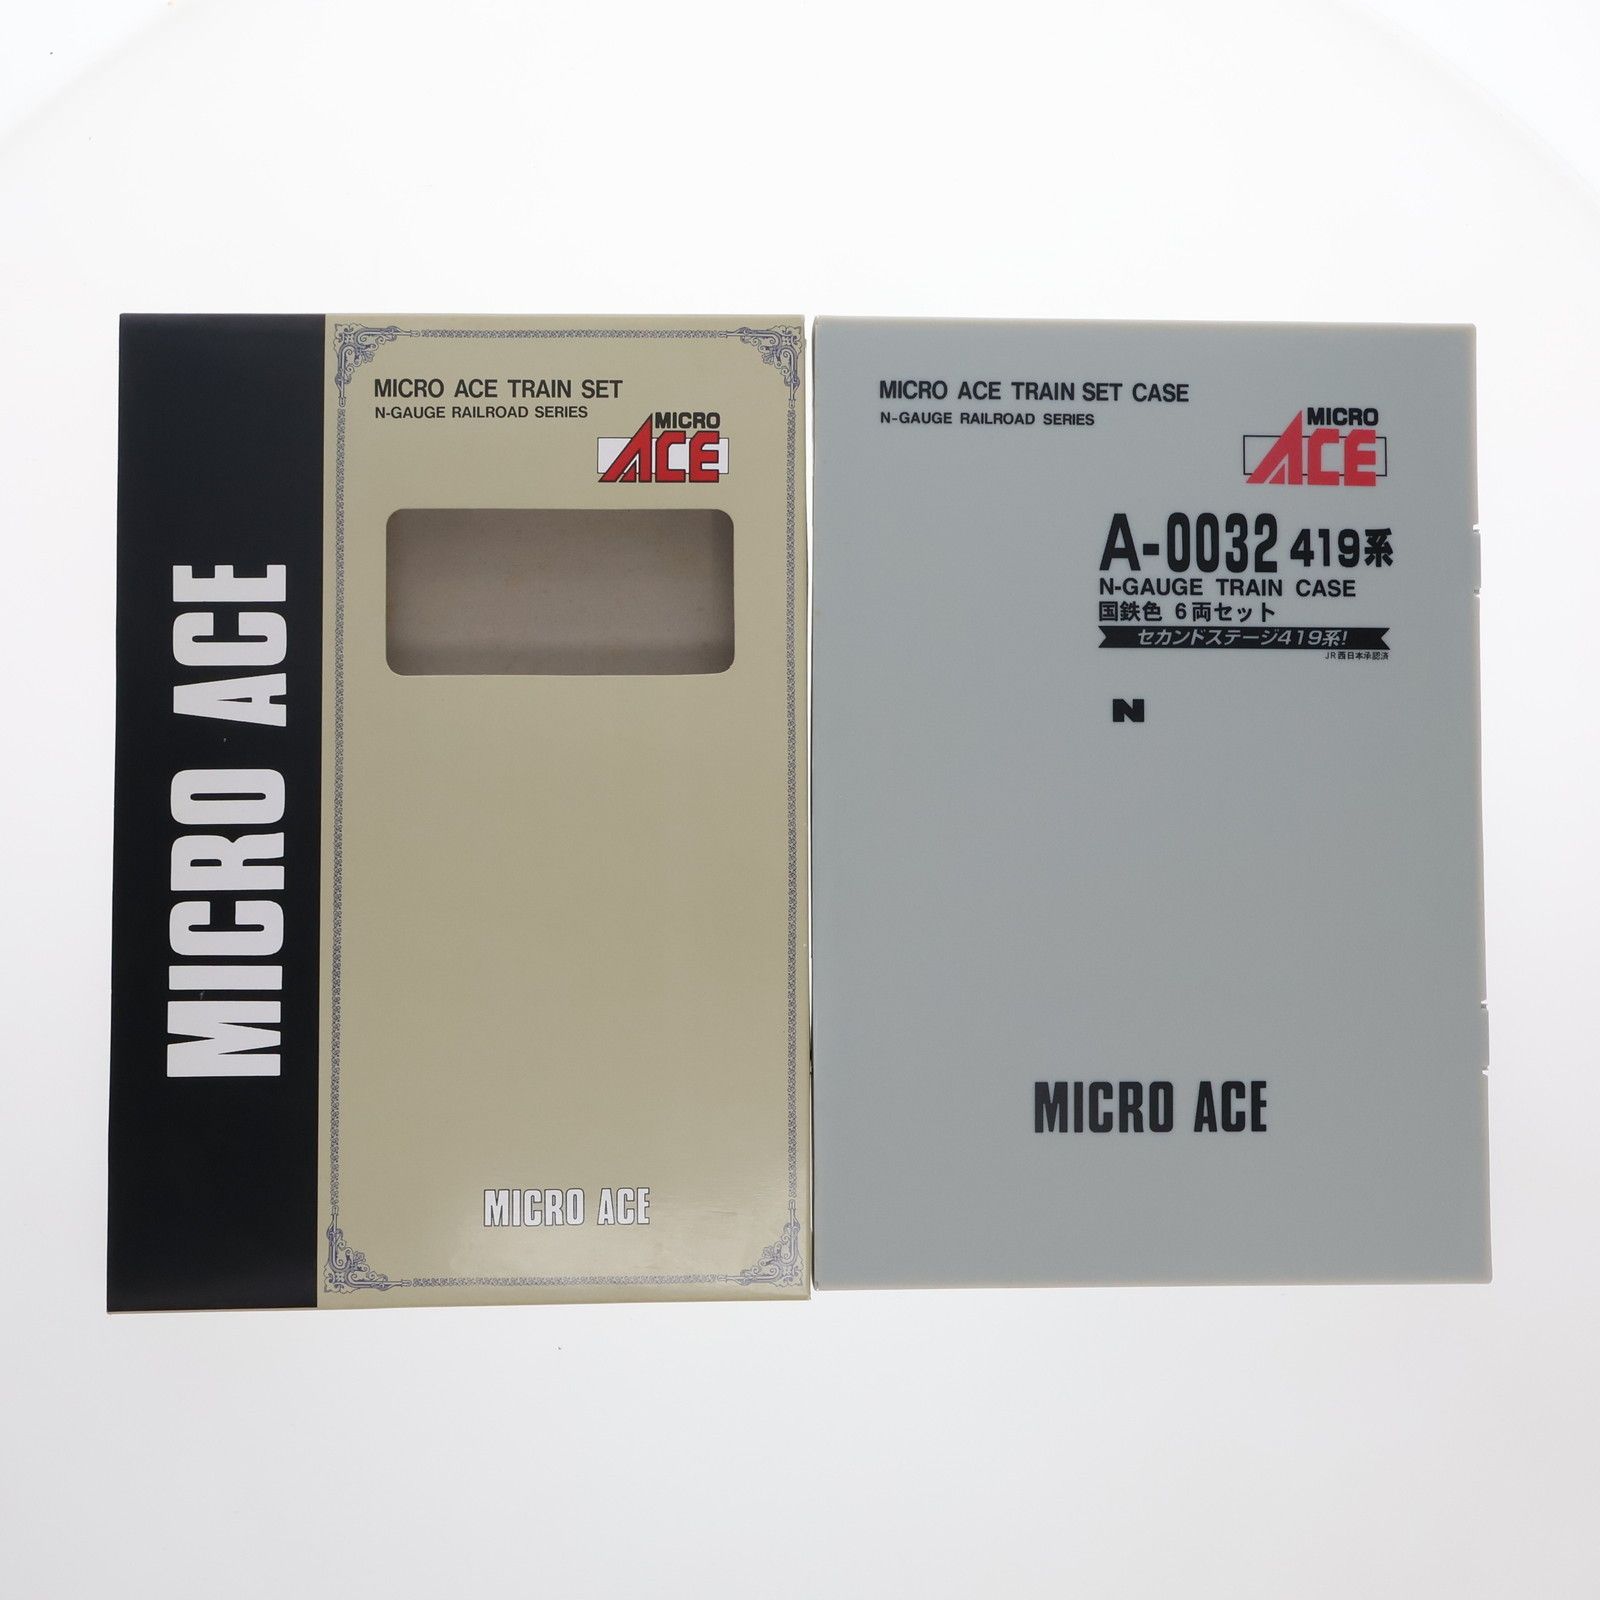 MICRO ACE
MICRO ACE TRAIN SET
N-GAUGE RAILROAD SERIES
MICRO
ACE
MICRO ACE
MICRO ACE TRAIN SET CASE
N-GAUGE RAILROAD SERIES
MICRO
ACE
A-0032 419系
N-GAUGE TRAIN CASE
国鉄色 6両セット
セカンドステージ419系!
JR西日本承認済
N
MICRO ACE